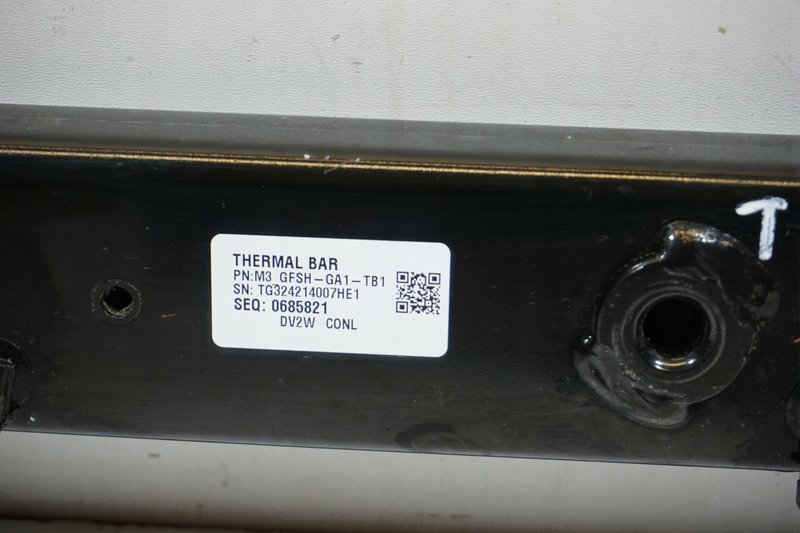 THERMAL BAR
PN:M3 GFSH-GA1-TB1
SN: TG324214007HE1
SEQ: 0685821
DV2W CONL
T